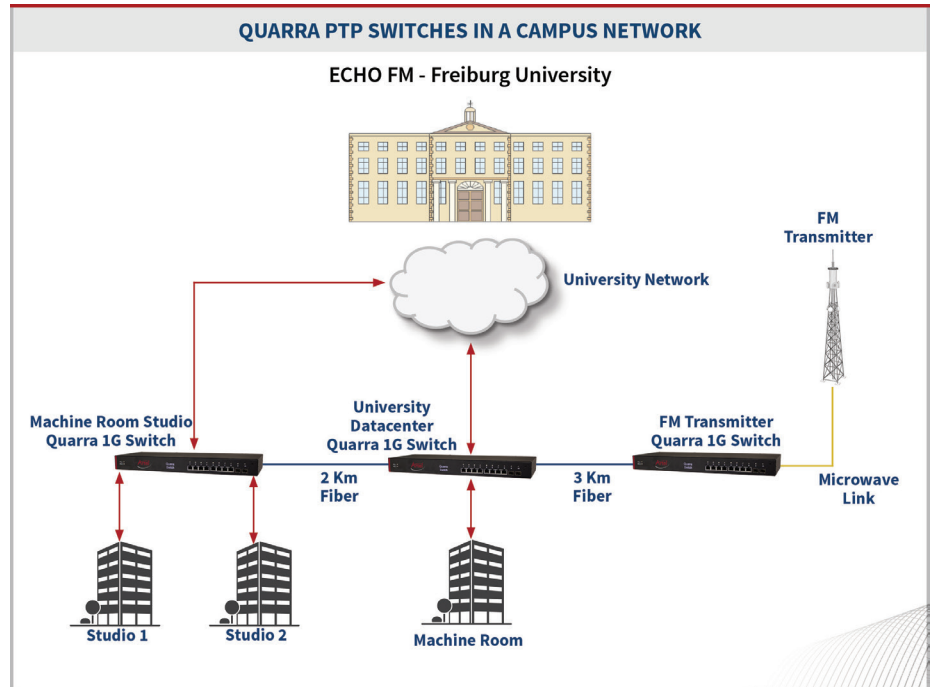 QUARRA PTP SWITCHES IN A CAMPUS NETWORK
ECHO FM - Freiburg University
FM
Transmitter
University Network
Machine Room Studio
Quarra 1G Switch
University
Datacenter
Quarra 1G Switch
FM Transmitter
Quarra 1G Switch
2 Km
Fiber
3 Km
Fiber
Microwave
Link
Studio 1
Studio 2
Machine Room